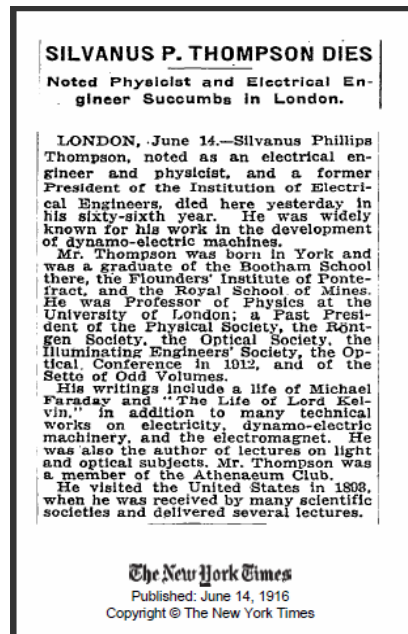 SILVANUS P. THOMPSON DIES
Noted Physicist and Electrical En-
gineer Succumbs in London.
LONDON, June 14.—Silvanus Phillips
Thompson, noted as an electrical en-
gineer and physicist, and a former
President of the Institution of Electri-
cal Engineers, died here yesterday in
his sixty-sixth year. He was widely
known for his work in the development
of dynamo-electric machines.
Mr. Thompson was born in York and
was a graduate of the Bootham School
there, the Flounders' Institute of Ponte-
fract, and the Royal School of Mines.
He was Professor of Physics at the
University of London; a Past Presi-
dent of the Physical Society, the Rönt-
gen Society, the Optical Society, the
Illuminating Engineers' Society, the Op-
tical Conference in 1912, and of the
Sette of Odd Volumes.
His writings include a life of Michael
Faraday and "The Life of Lord Kel-
vin," in addition to many technical
works on electricity, dynamo-electric
machinery, and the electromagnet. He
was also the author of lectures on light
and optical subjects. Mr. Thompson was
a member of the Athenaeum Club.
He visited the United States in 1893,
when he was received by many scientific
societies and delivered several lectures.
The New York Times
Published: June 14, 1916
Copyright © The New York Times